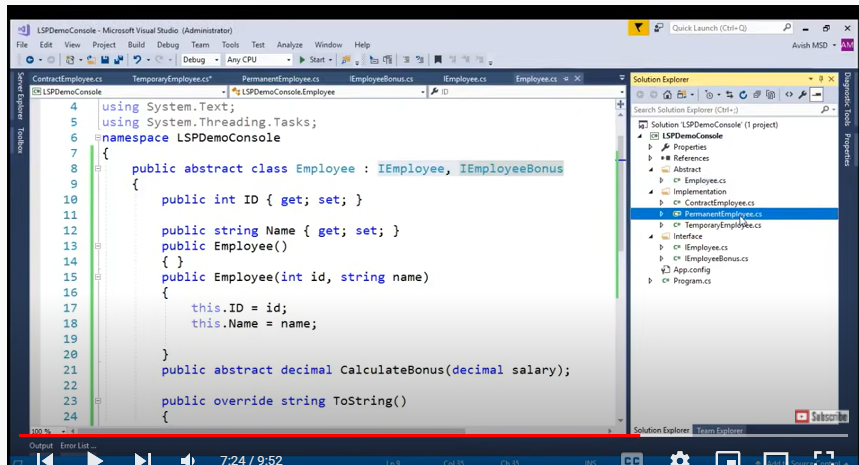 LSPDemoConsole - Microsoft Visual Studio (Administrator)
Quick Launch (Ctrl+Q)
File Edit View Project Build Debug Team Tools Test Analyze Window Help
Avish MSD AM
Debug Any CPU Start
ContractEmployee.cs TemporaryEmployee.cs* PermanentEmployee.cs IEmployeeBonus.cs IEmployee.cs Employee.cs
LSPDemoConsole LSPDemoConsole.Employee ID
Server Explorer
Toolbox
4 using System.Text;
5 using System.Threading.Tasks;
6 namespace LSPDemoConsole
7 {
8 public abstract class Employee : IEmployee, IEmployeeBonus
9 {
10 public int ID { get; set; }
11
12 public string Name { get; set; }
13 public Employee()
14 { }
15 public Employee(int id, string name)
16 {
17 this.ID = id;
18 this.Name = name;
19
20 }
21 public abstract decimal CalculateBonus(decimal salary);
22
23 public override string ToString()
24 {
100 %
Solution Explorer
Search Solution Explorer (Ctrl+;)
Solution 'LSPDemoConsole' (1 project)
LSPDemoConsole
Properties
References
Abstract
Employee.cs
Implementation
ContractEmployee.cs
PermanentEmployee.cs
TemporaryEmployee.cs
Interface
IEmployee.cs
IEmployeeBonus.cs
App.config
Program.cs
Diagnostic Tools
Properties
Subscribe
Solution Explorer Team Explorer
Output Error List ...
7:24 / 9:52
Ln 9 Col 35 Ch 35 INS
CC